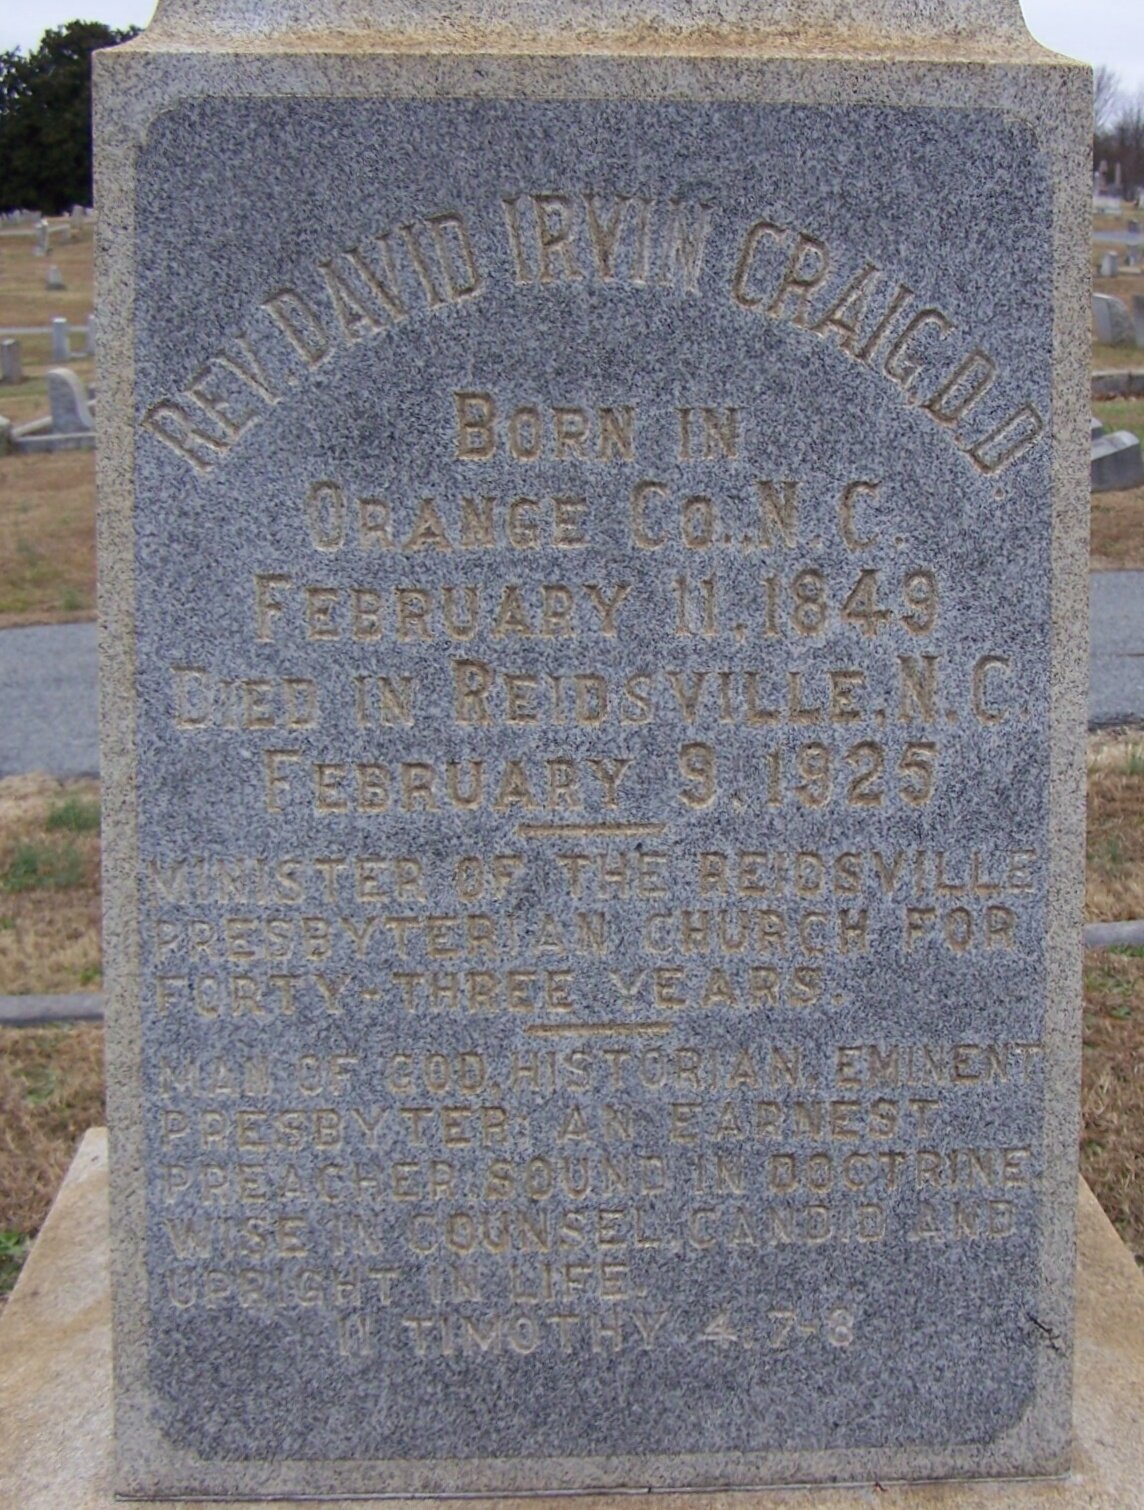 REV. DAVID IRVIN CRAIG, D. D.
BORN IN
ORANGE CO., N. C.
FEBRUARY 11, 1849
DIED IN REIDSVILLE, N. C.
FEBRUARY 9, 1925
MINISTER OF THE REIDSVILLE
PRESBYTERIAN CHURCH FOR
FORTY-THREE YEARS.
MAN OF GOD, HISTORIAN, EMINENT
PRESBYTER; AN EARNEST
PREACHER, SOUND IN DOCTRINE
WISE IN COUNSEL, CANDID AND
UPRIGHT IN LIFE.
II TIMOTHY 4:7-8